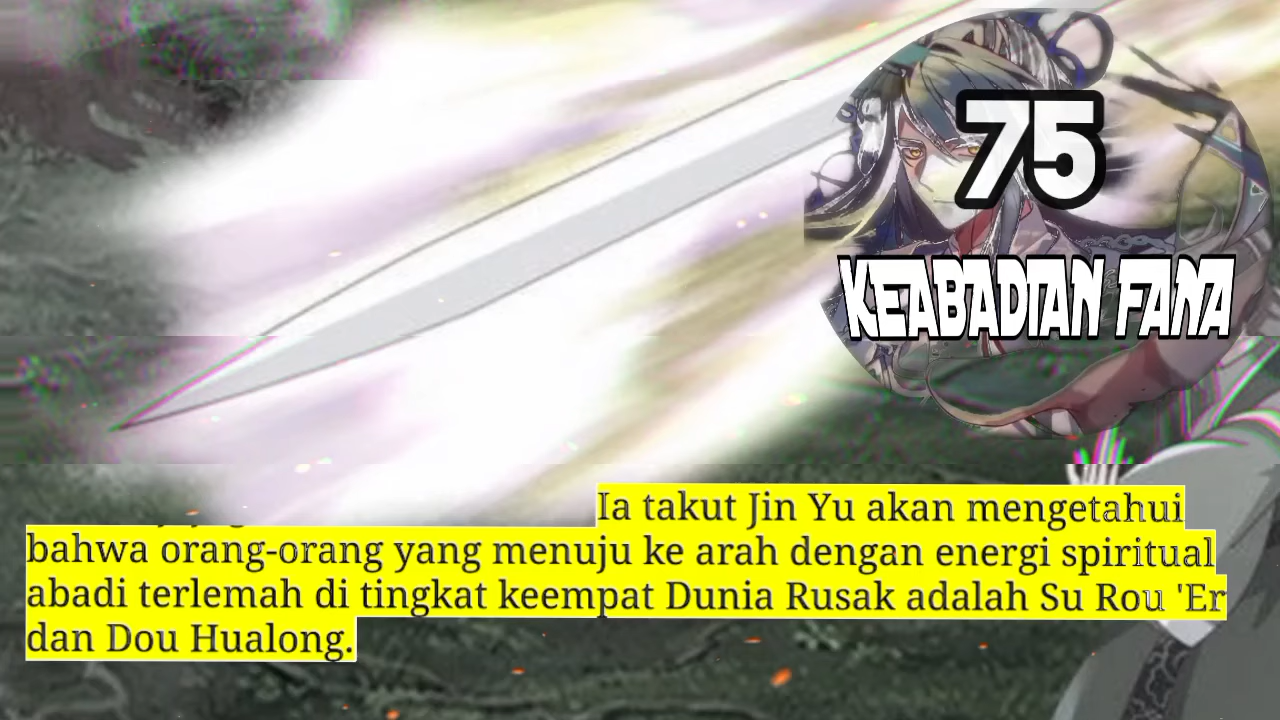 75
KEABADIAN FANA
Ia takut Jin Yu akan mengetahui
bahwa orang-orang yang menuju ke arah dengan energi spiritual
abadi terlemah di tingkat keempat Dunia Rusak adalah Su Rou 'Er
dan Dou Hualong.